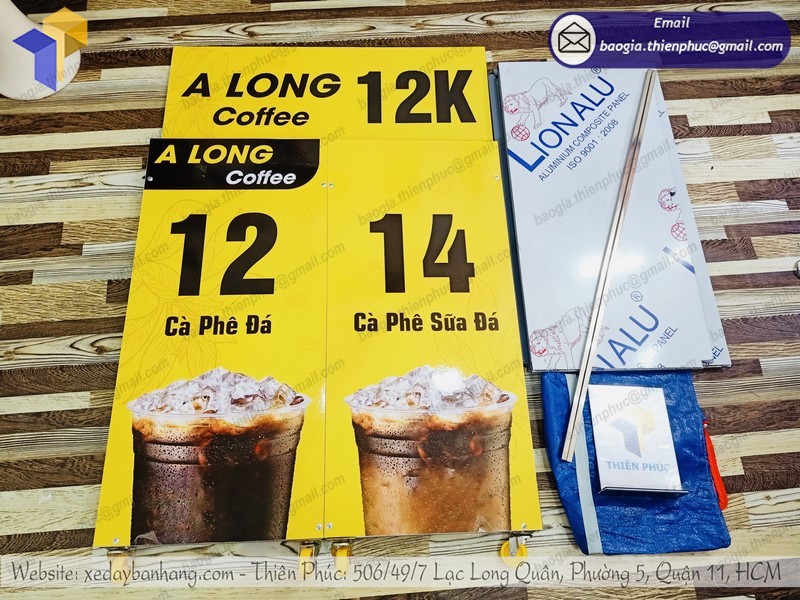 Email
baogia.thienphuc@gmail.com
A LONG
Coffee
12K
A LONG
Coffee
12
Cà Phê Đá
14
Cà Phê Sữa Đá
LIONALU®
ALUMINIUM COMPOSITE PANEL
ISO 9001 : 2008
NALU®
PANEL
THIÊN PHÚC
Website: xedaybanhang.com - Thiên Phúc: 506/49/7 Lạc Long Quân, Phường 5, Quận 11, HCM